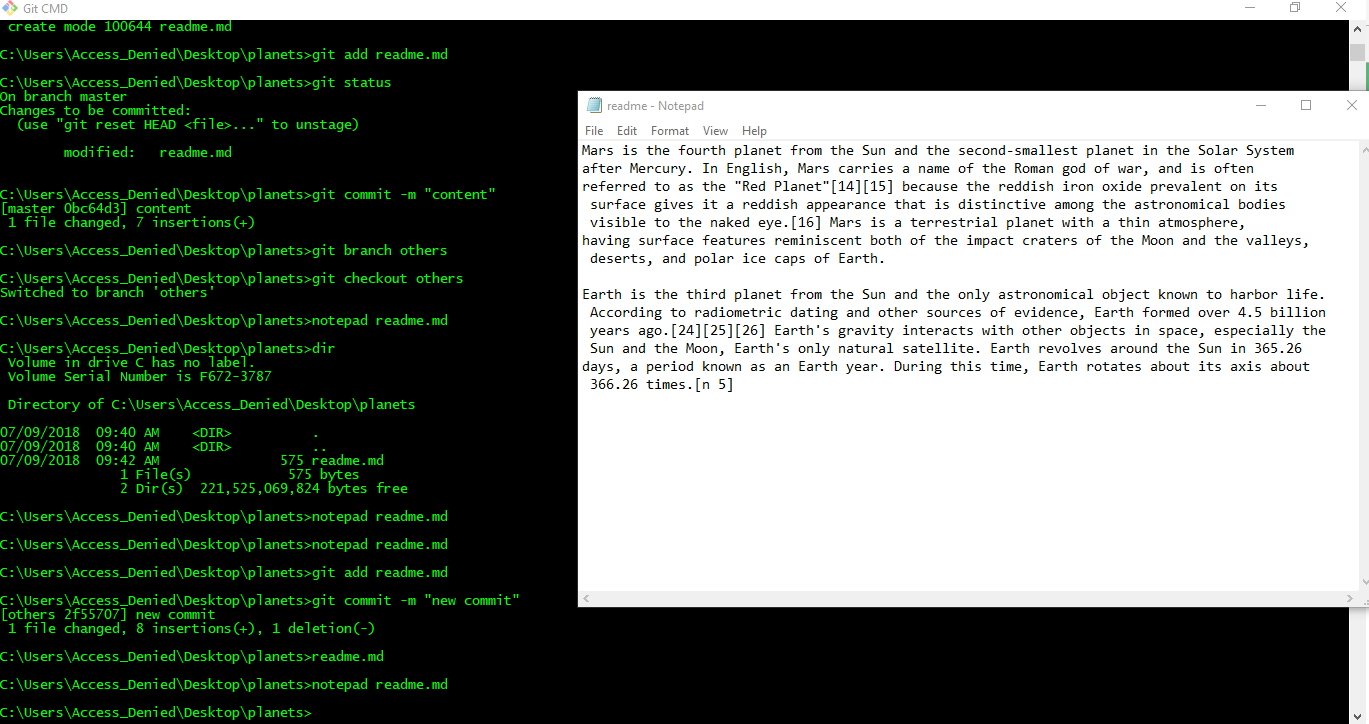 Git CMD
 create mode 100644 readme.md
C:\Users\Access_Denied\Desktop\planets>git add readme.md
C:\Users\Access_Denied\Desktop\planets>git status
On branch master
Changes to be committed:
  (use "git reset HEAD <file>..." to unstage)
        modified:   readme.md
C:\Users\Access_Denied\Desktop\planets>git commit -m "content"
[master 0bc64d3] content
 1 file changed, 7 insertions(+)
C:\Users\Access_Denied\Desktop\planets>git branch others
C:\Users\Access_Denied\Desktop\planets>git checkout others
Switched to branch 'others'
C:\Users\Access_Denied\Desktop\planets>notepad readme.md
C:\Users\Access_Denied\Desktop\planets>dir
 Volume in drive C has no label.
 Volume Serial Number is F672-3787
 Directory of C:\Users\Access_Denied\Desktop\planets
07/09/2018  09:40 AM    <DIR>          .
07/09/2018  09:40 AM    <DIR>          ..
07/09/2018  09:42 AM               575 readme.md
               1 File(s)            575 bytes
               2 Dir(s)  221,525,069,824 bytes free
C:\Users\Access_Denied\Desktop\planets>notepad readme.md
C:\Users\Access_Denied\Desktop\planets>notepad readme.md
C:\Users\Access_Denied\Desktop\planets>git add readme.md
C:\Users\Access_Denied\Desktop\planets>git commit -m "new commit"
[others 2f55707] new commit
 1 file changed, 8 insertions(+), 1 deletion(-)
C:\Users\Access_Denied\Desktop\planets>readme.md
C:\Users\Access_Denied\Desktop\planets>notepad readme.md
C:\Users\Access_Denied\Desktop\planets>
readme - Notepad
File Edit Format View Help
Mars is the fourth planet from the Sun and the second-smallest planet in the Solar System
after Mercury. In English, Mars carries a name of the Roman god of war, and is often
referred to as the "Red Planet"[14][15] because the reddish iron oxide prevalent on its
 surface gives it a reddish appearance that is distinctive among the astronomical bodies
 visible to the naked eye.[16] Mars is a terrestrial planet with a thin atmosphere,
having surface features reminiscent both of the impact craters of the Moon and the valleys,
 deserts, and polar ice caps of Earth.
Earth is the third planet from the Sun and the only astronomical object known to harbor life.
 According to radiometric dating and other sources of evidence, Earth formed over 4.5 billion
 years ago.[24][25][26] Earth's gravity interacts with other objects in space, especially the
 Sun and the Moon, Earth's only natural satellite. Earth revolves around the Sun in 365.26
days, a period known as an Earth year. During this time, Earth rotates about its axis about
 366.26 times.[n 5]